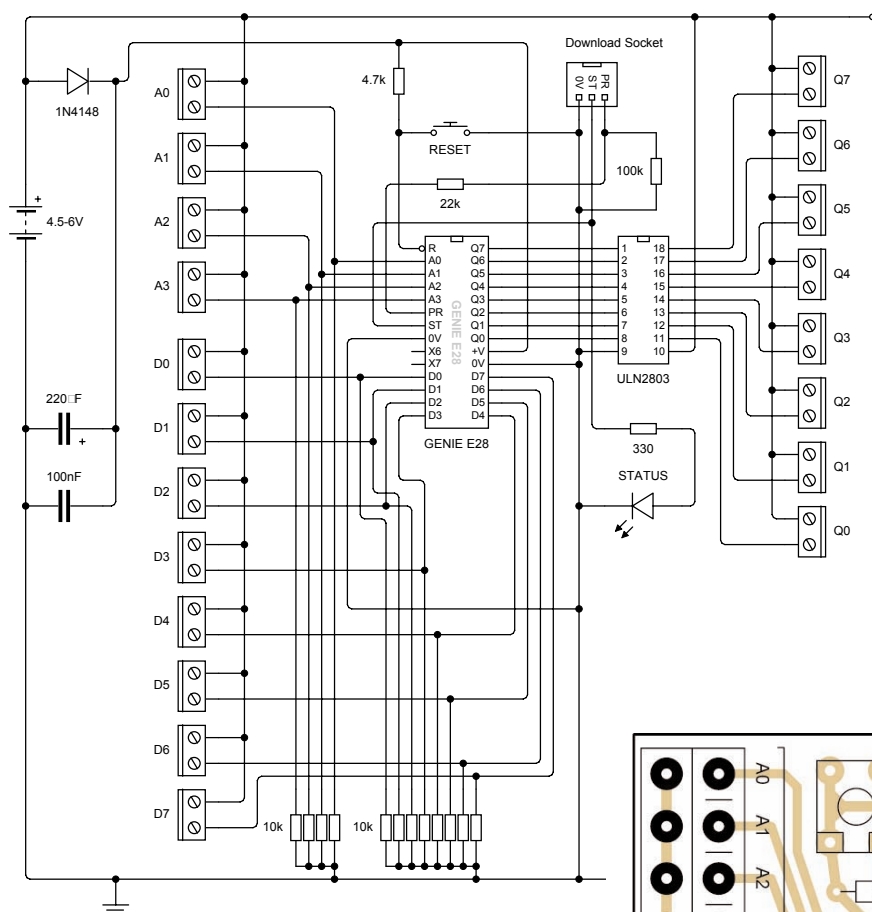 Download Socket
0V ST PR
4.7k
1N4148
RESET
100k
22k
+
4.5-6V
A0
A1
A2
A3
D0
D1
D2
D3
D4
D5
D6
D7
Q7
Q6
Q5
Q4
Q3
Q2
Q1
Q0
R Q7
A0 Q6
A1 Q5
A2 Q4
A3 Q3
PR Q2
ST Q1
0V Q0
X6 +V
X7 0V
D0 D7
D1 D6
D2 D5
D3 D4
GENIE E28
GENIE E28
1 18
2 17
3 16
4 15
5 14
6 13
7 12
8 11
9 10
ULN2803
220□F
+
100nF
330
STATUS
10k
10k
A0
A1
A2